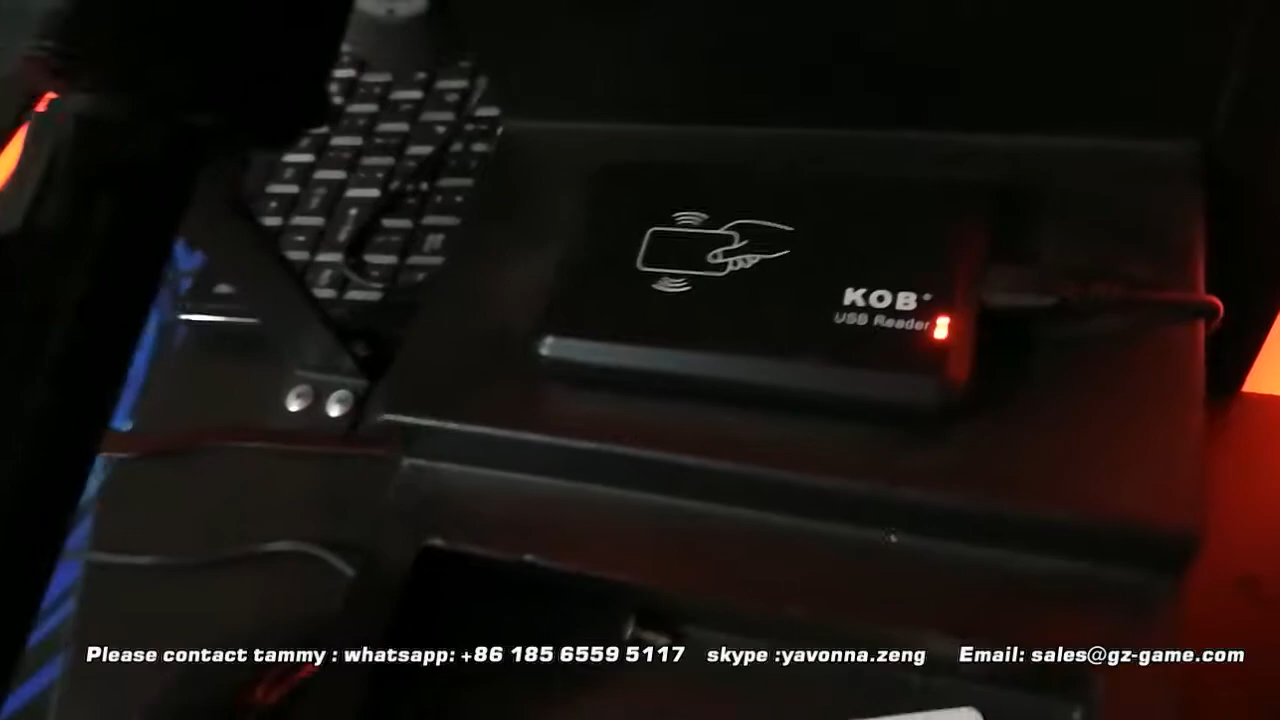 KOB
USB Reader
Please contact tammy : whatsapp: +86 185 6559 5117 skype :yavonna.zeng Email: sales@gz-game.com